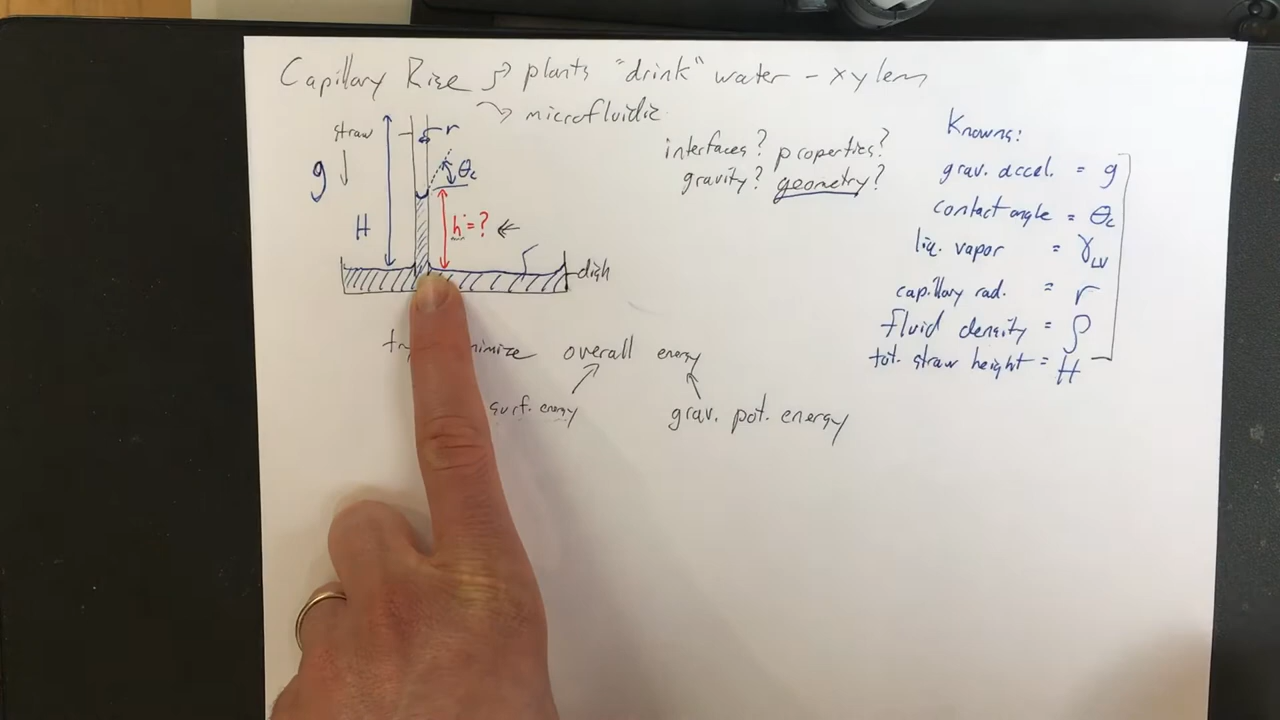 Capillary Rise → plants "drink" water - xylem
→ microfluidic
straw
r
g
θc
H
h = ?
dish
interfaces? properties?
gravity? geometry?
Knowns:
grav. accel. = g
contact angle = θc
liq. vapor = γLV
capillary rad. = r
fluid density = ρ
tot. straw height = H
overall energy
surf. energy
grav. pot. energy